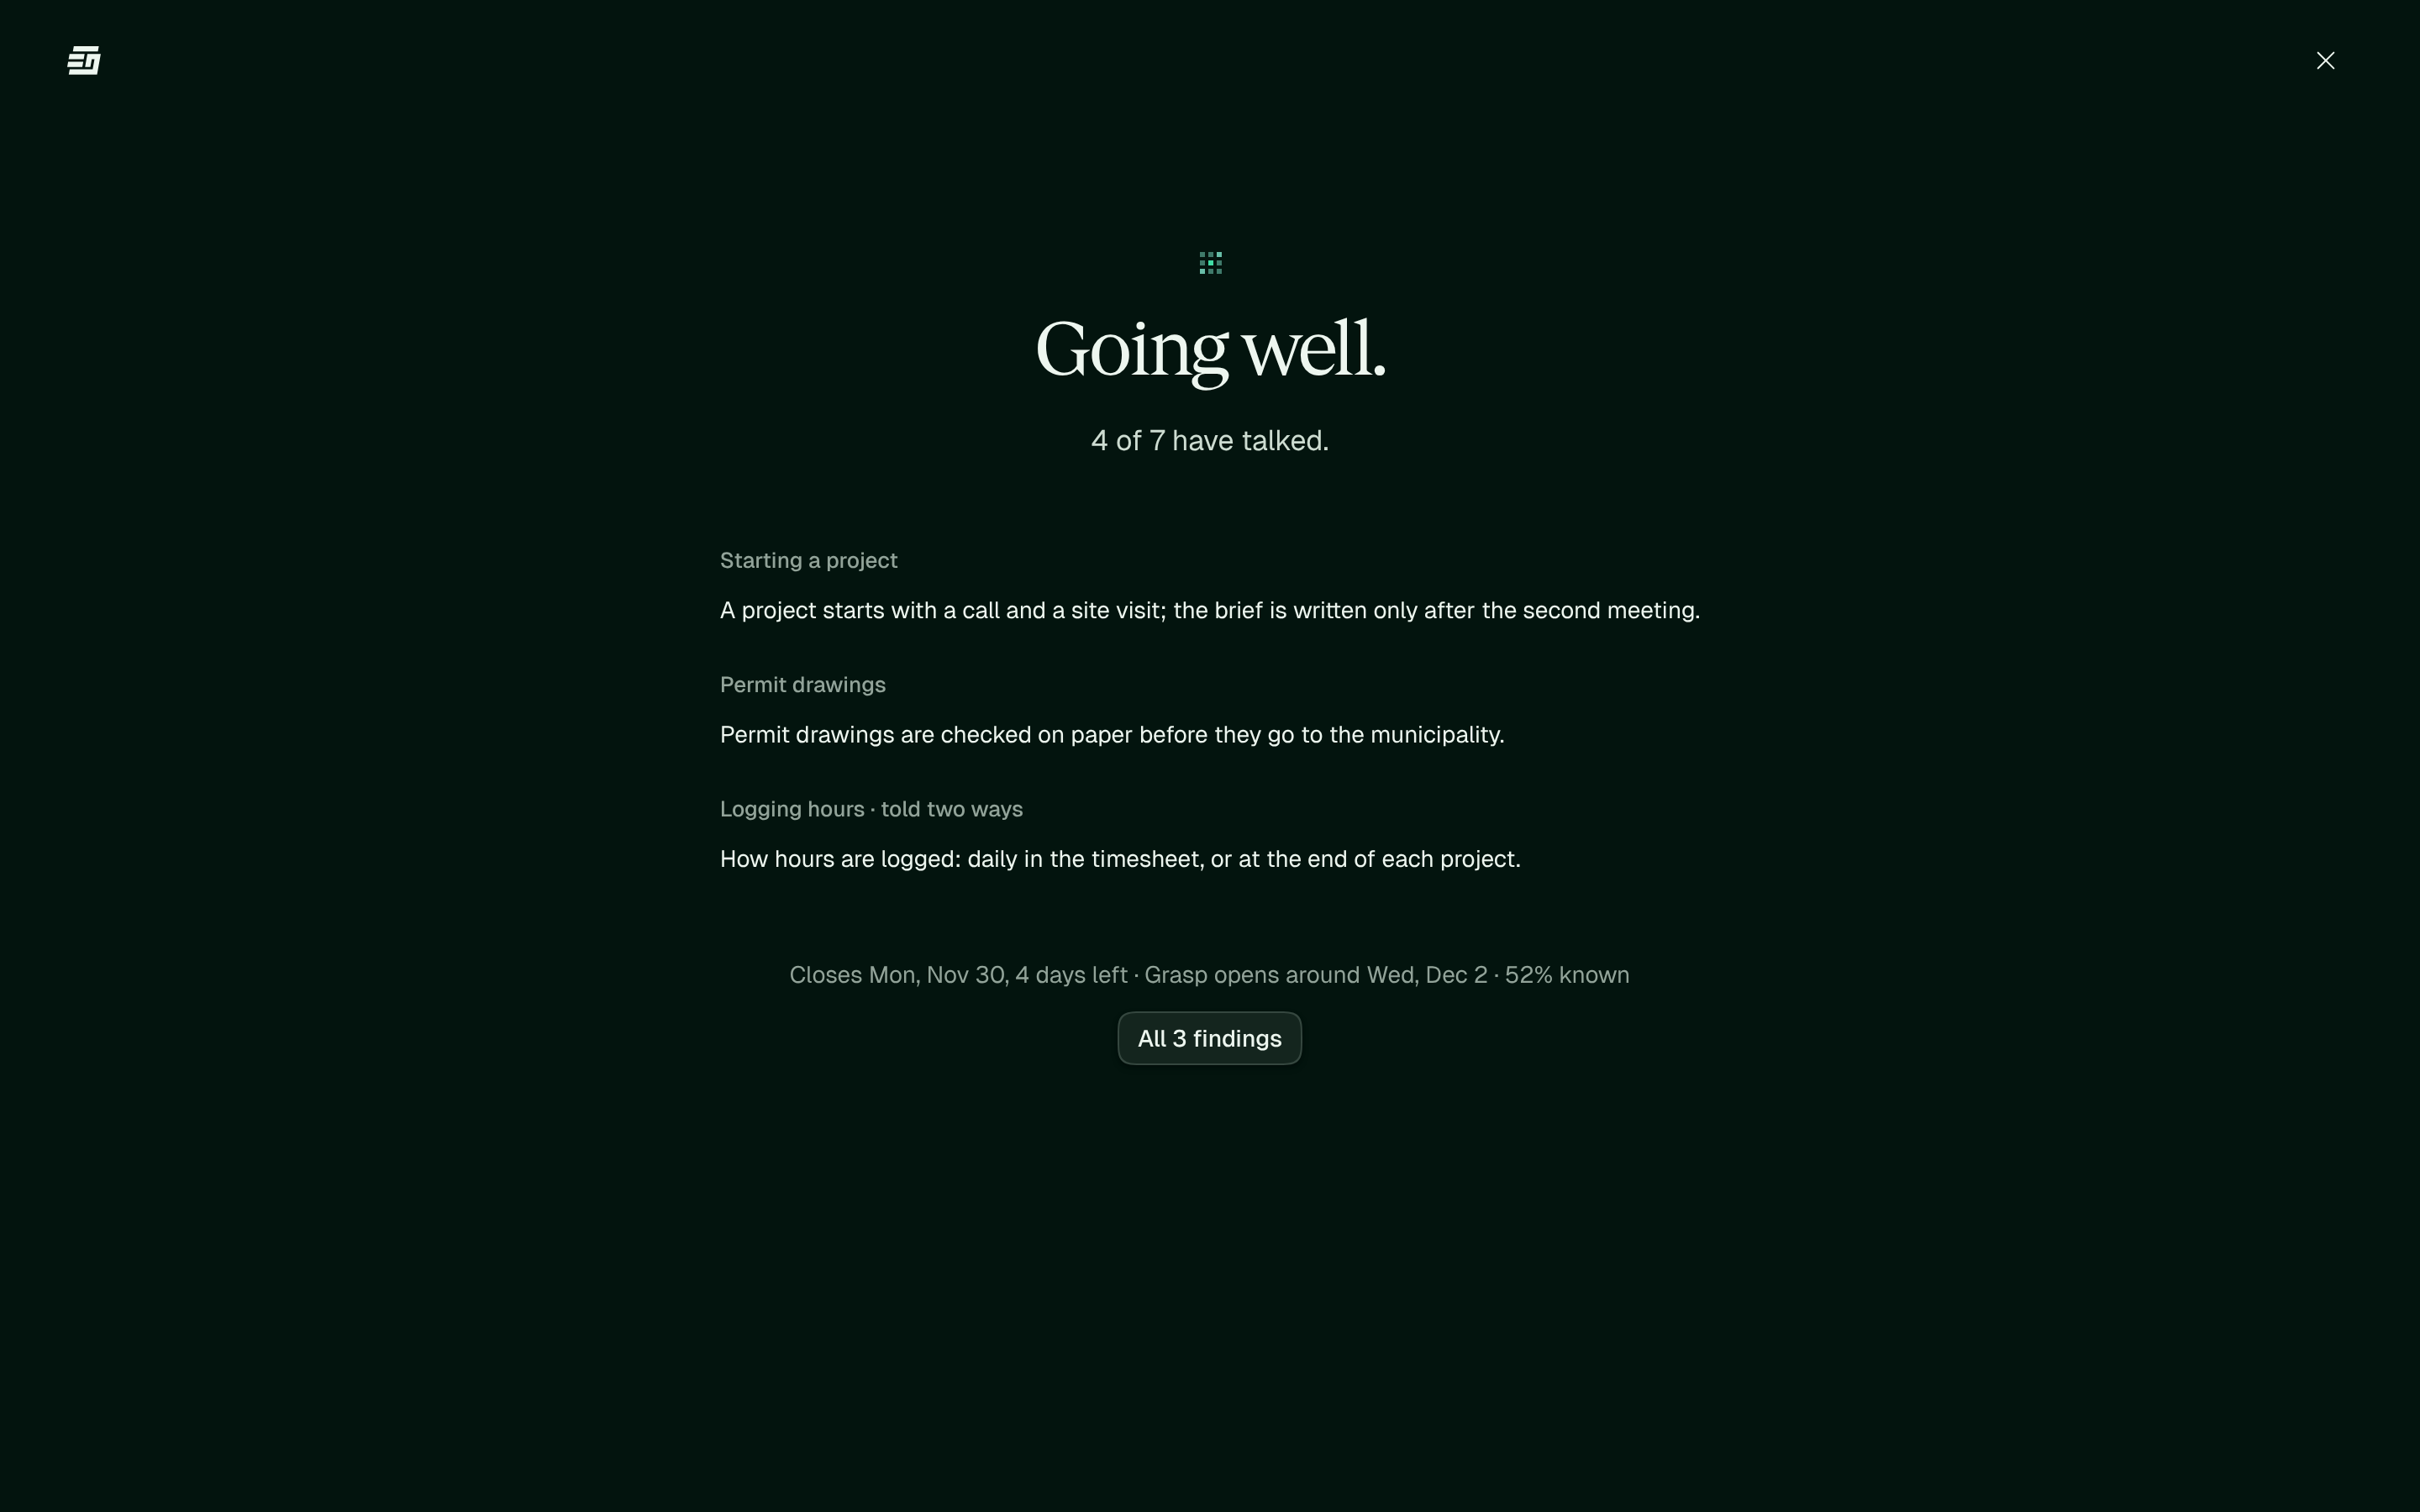 Going well.
4 of 7 have talked.
Starting a project
A project starts with a call and a site visit; the brief is written only after the second meeting.
Permit drawings
Permit drawings are checked on paper before they go to the municipality.
Logging hours · told two ways
How hours are logged: daily in the timesheet, or at the end of each project.
Closes Mon, Nov 30, 4 days left · Grasp opens around Wed, Dec 2 · 52% known
All 3 findings